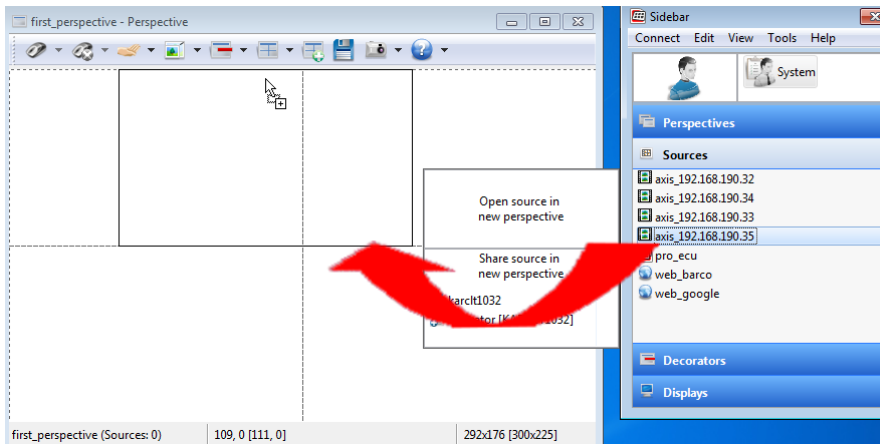 first_perspective - Perspective
Open source in
new perspective
Share source in
new perspective
karclt1032
first_perspective (Sources: 0)
109, 0 [111, 0]
292x176 [300x225]
Sidebar
Connect Edit View Tools Help
System
Perspectives
Sources
axis_192.168.190.32
axis_192.168.190.34
axis_192.168.190.33
axis_192.168.190.35
pro_ecu
web_barco
web_google
Decorators
Displays